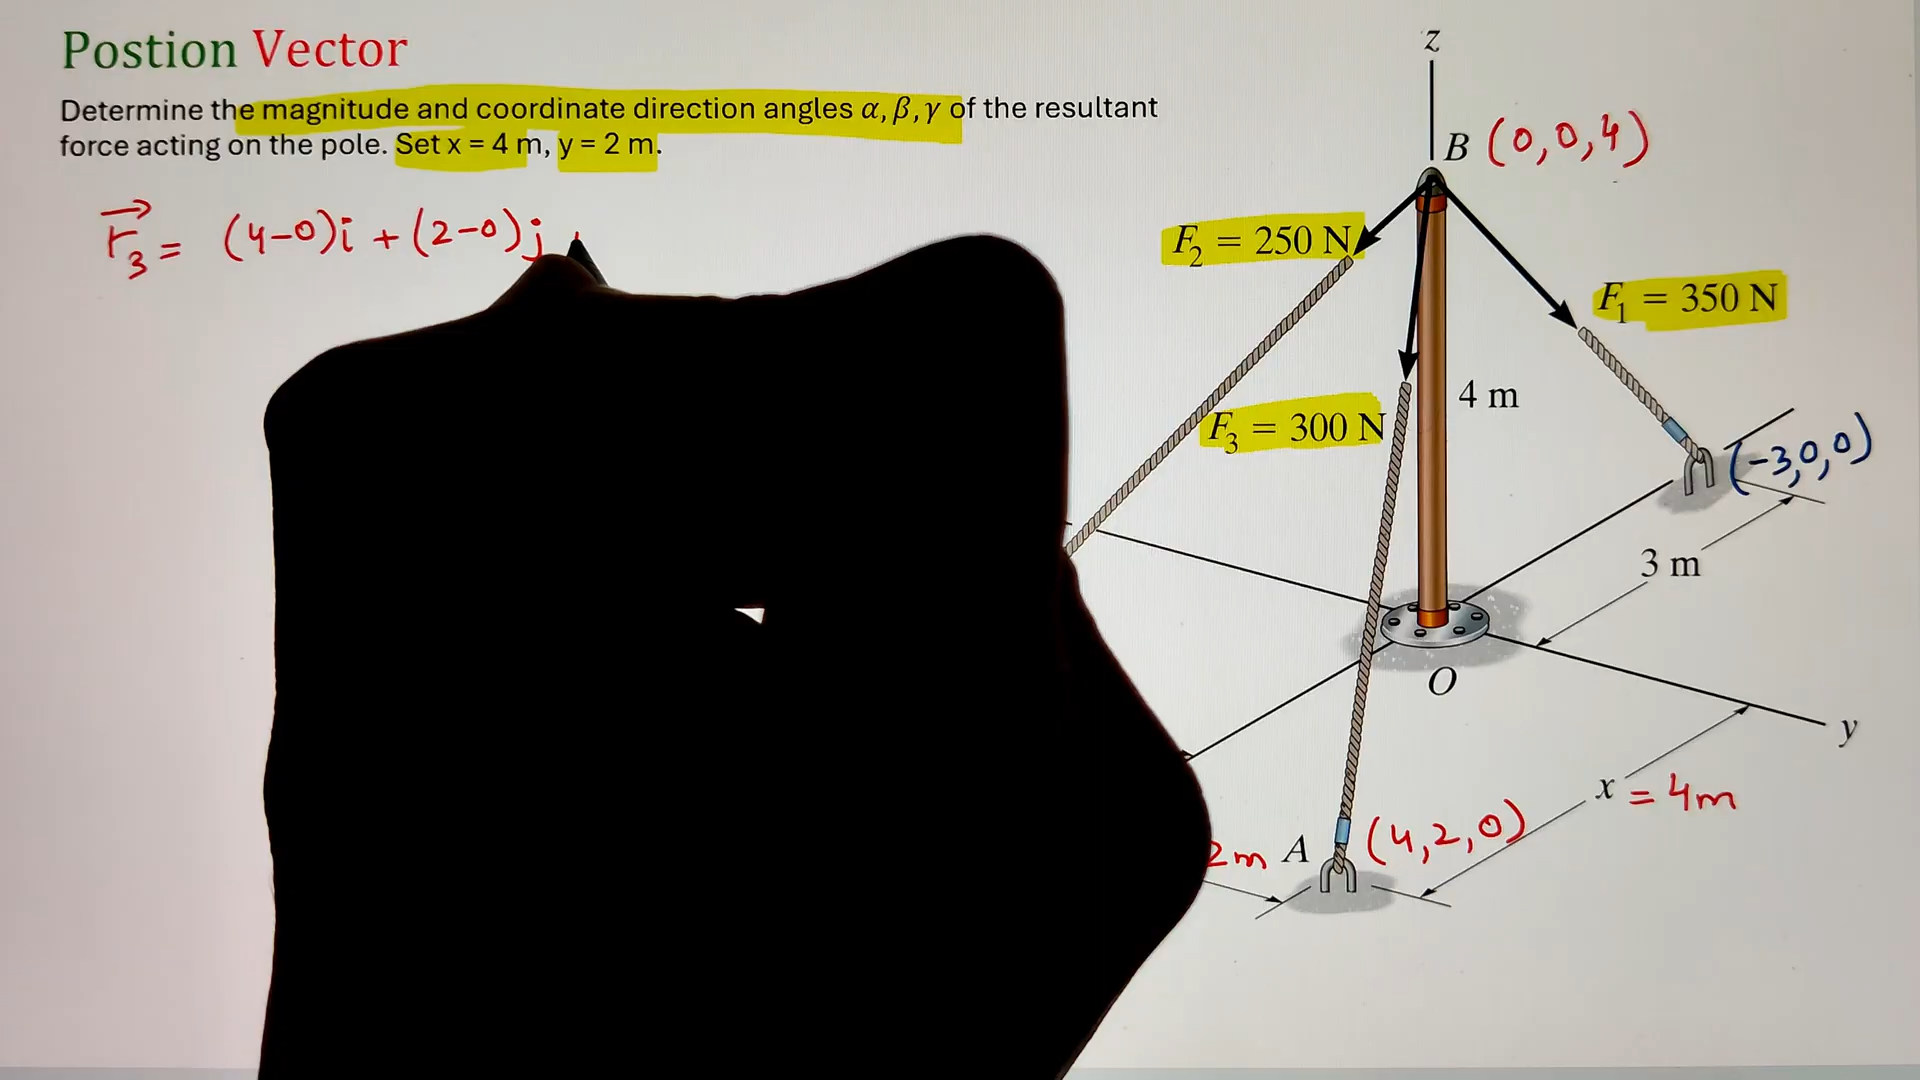 Postion Vector
Determine the magnitude and coordinate direction angles α, β, γ of the resultant
force acting on the pole. Set x = 4 m, y = 2 m.
r₃ = (4-0)i + (2-0)j +
z
B (0,0,4)
F₂ = 250 N
F₁ = 350 N
4 m
F₃ = 300 N
(-3,0,0)
3 m
O
y
x = 4m
2m A (4,2,0)